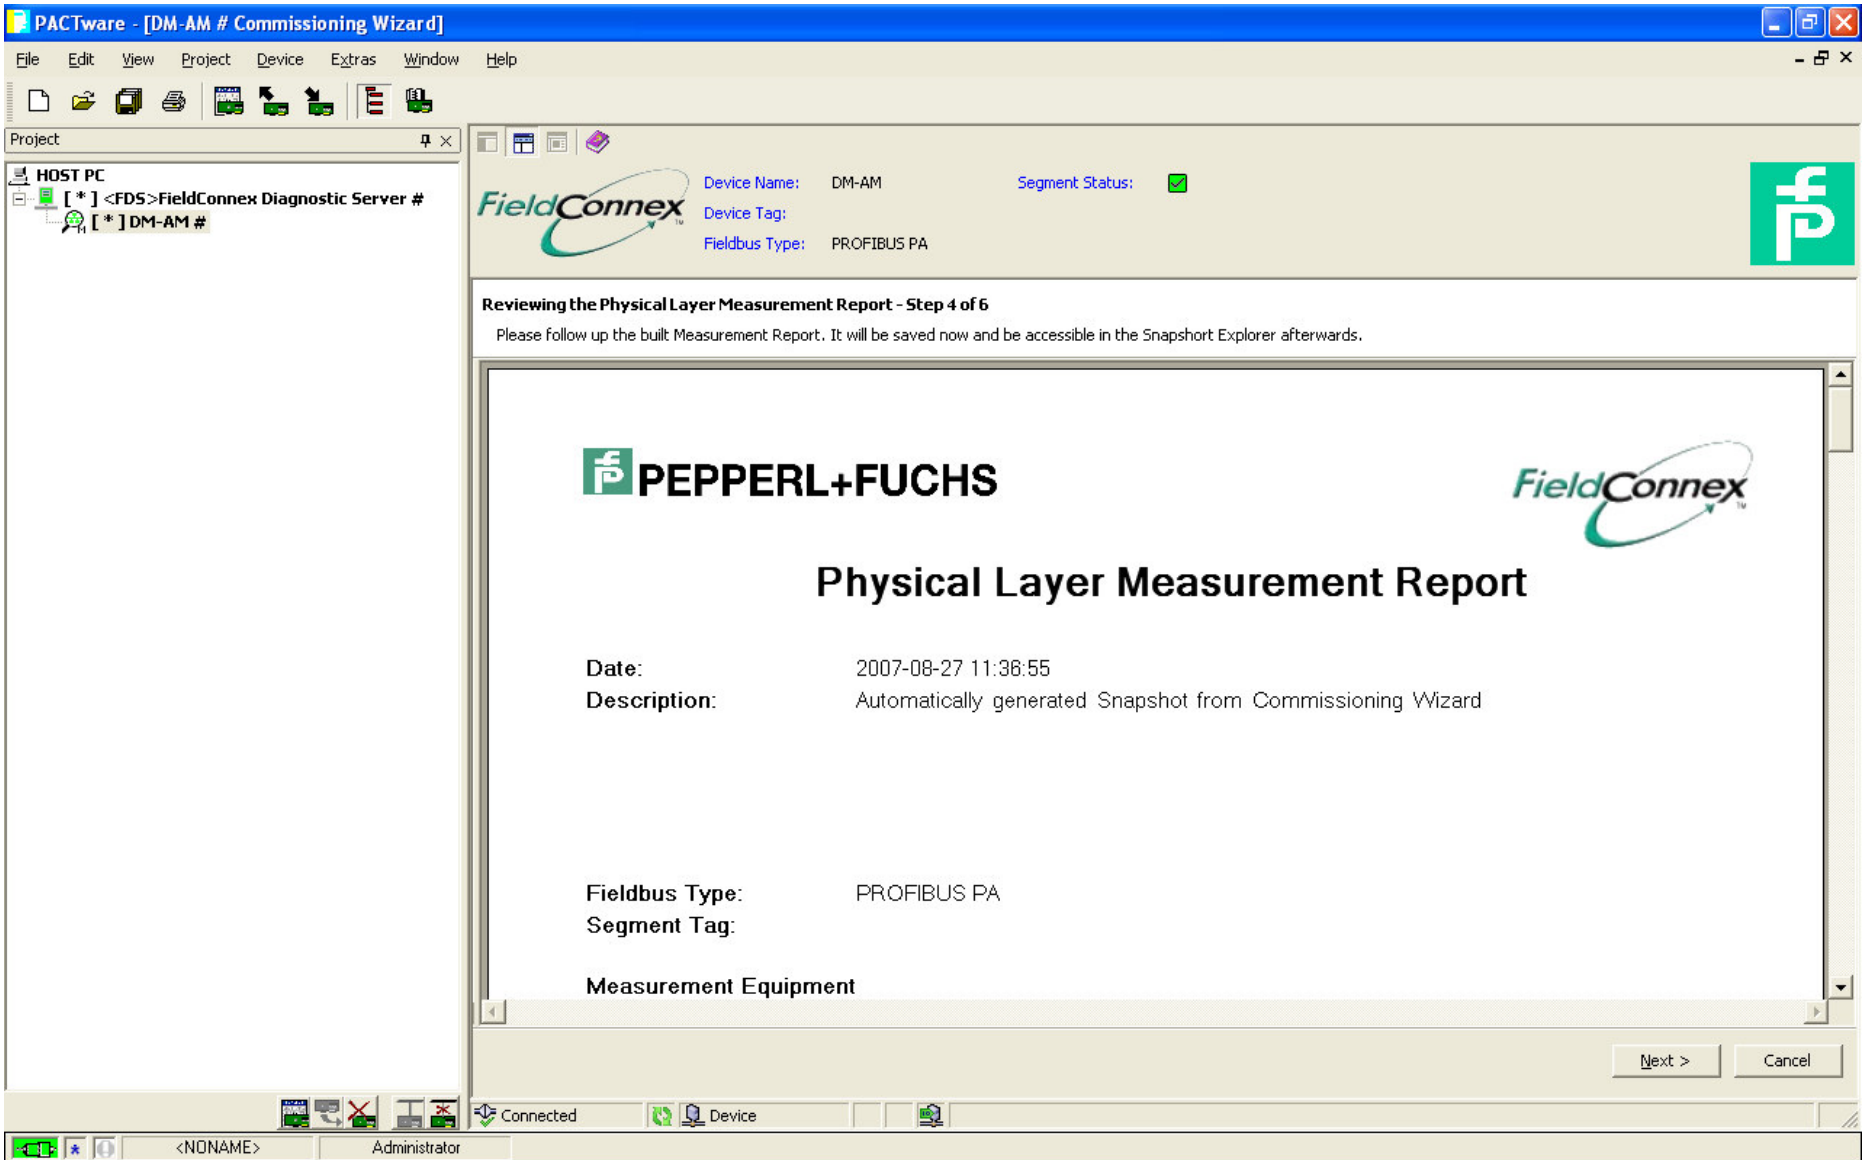 PACTware - [DM-AM # Commissioning Wizard]
File Edit View Project Device Extras Window Help
Project
HOST PC
[ * ] <FDS>FieldConnex Diagnostic Server #
[ * ] DM-AM #
FieldConnex TM
Device Name: DM-AM Segment Status:
Device Tag:
Fieldbus Type: PROFIBUS PA
Reviewing the Physical Layer Measurement Report - Step 4 of 6
Please follow up the built Measurement Report. It will be saved now and be accessible in the Snapshort Explorer afterwards.
PEPPERL+FUCHS
FieldConnex TM
Physical Layer Measurement Report
Date: 2007-08-27 11:36:55
Description: Automatically generated Snapshot from Commissioning Wizard
Fieldbus Type: PROFIBUS PA
Segment Tag:
Measurement Equipment
Next > Cancel
Connected Device
<NONAME> Administrator